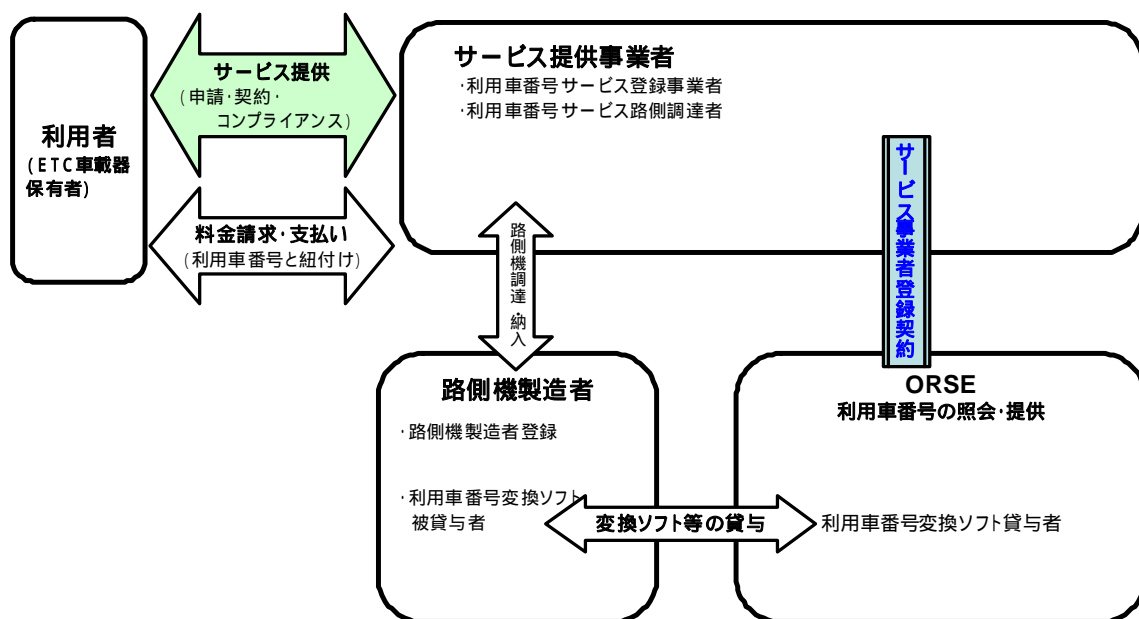 利用者
(ETC車載器
保有者)
サービス提供
(申請・契約・
コンプライアンス)
料金請求・支払い
(利用車番号と紐付け)
サービス提供事業者
・利用車番号サービス登録事業者
・利用車番号サービス路側調達者
サービス事業者登録契約
路側機調達・納入
路側機製造者
・路側機製造者登録
・利用車番号変換ソフト
被貸与者
変換ソフト等の貸与
ORSE
利用車番号の照会・提供
利用車番号変換ソフト貸与者